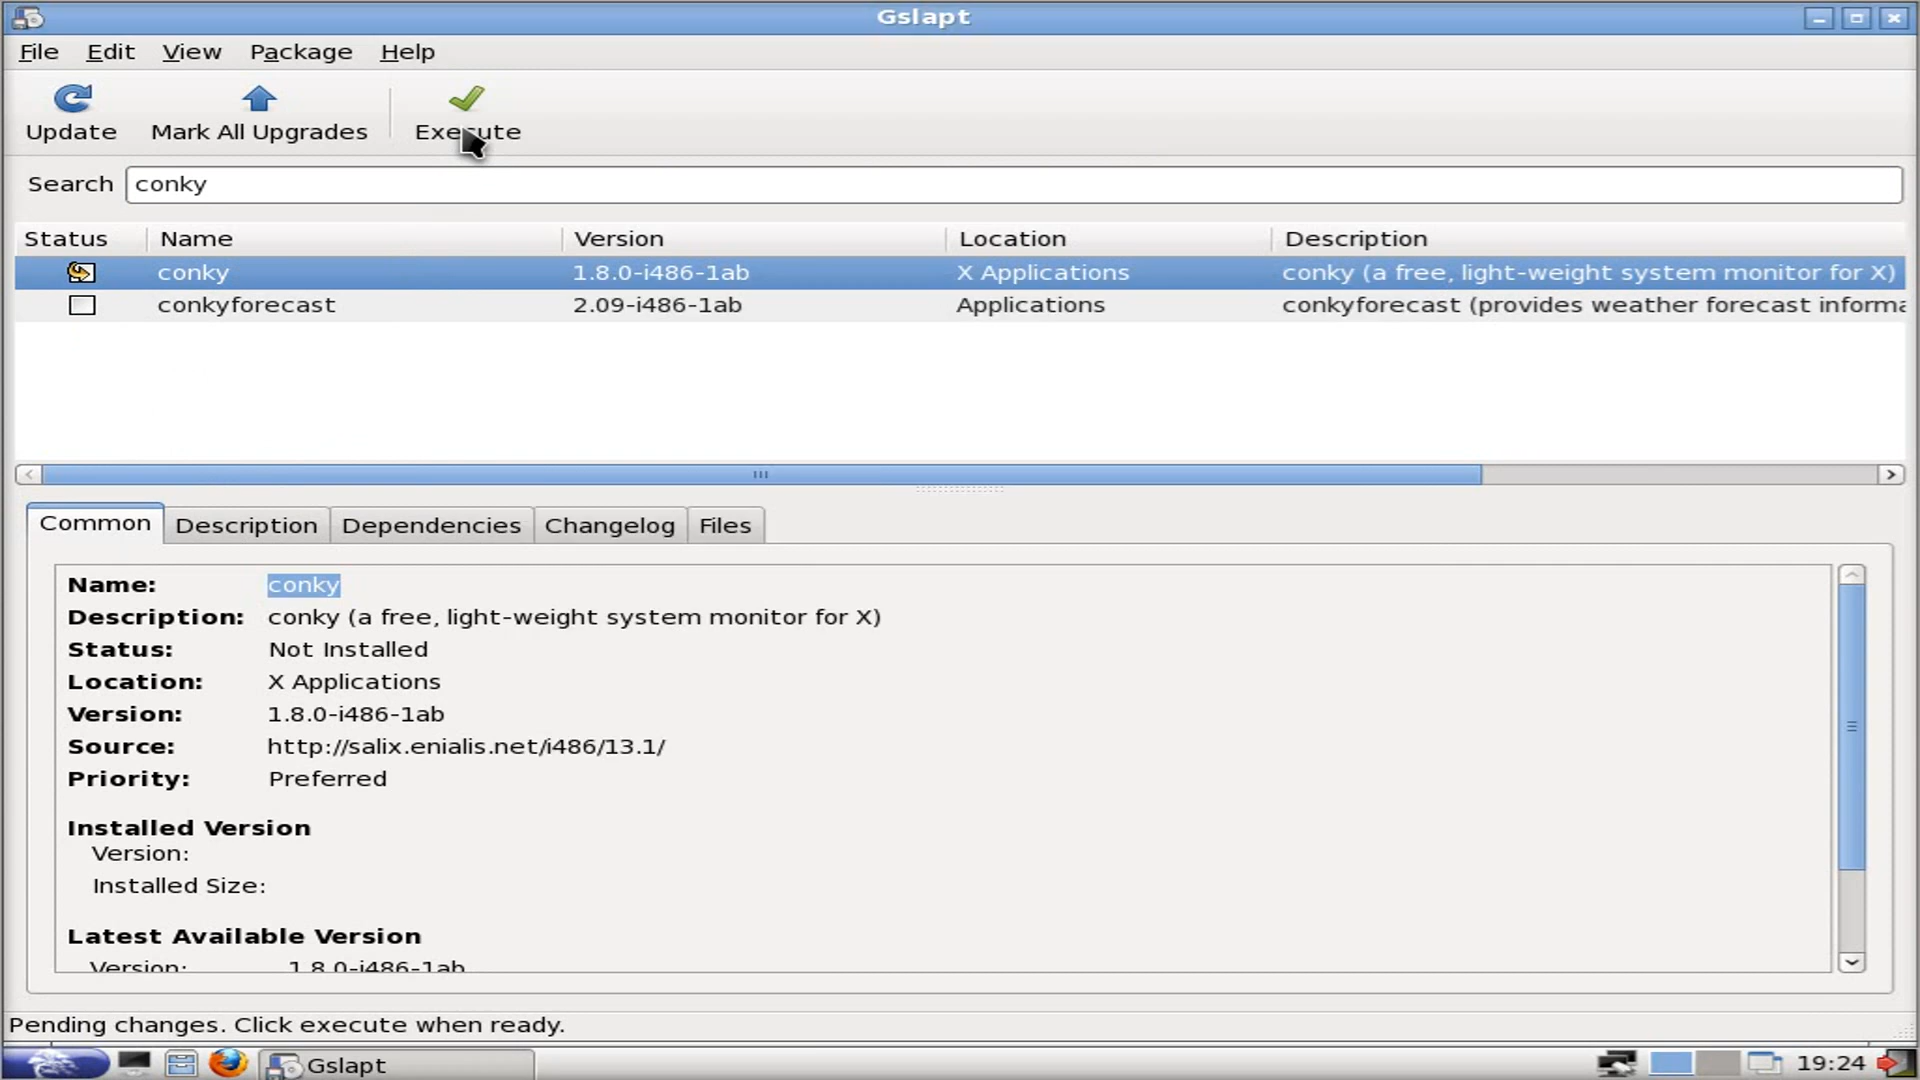 Gslapt
File Edit View Package Help
Update Mark All Upgrades Execute
Search conky
Status Name Version Location Description
conky 1.8.0-i486-1ab X Applications conky (a free, light-weight system monitor for X)
conkyforecast 2.09-i486-1ab Applications conkyforecast (provides weather forecast informa
Common Description Dependencies Changelog Files
Name: conky
Description: conky (a free, light-weight system monitor for X)
Status: Not Installed
Location: X Applications
Version: 1.8.0-i486-1ab
Source: http://salix.enialis.net/i486/13.1/
Priority: Preferred
Installed Version
Version:
Installed Size:
Latest Available Version
Version: 1.8.0-i486-1ab
Pending changes. Click execute when ready.
Gslapt 19:24